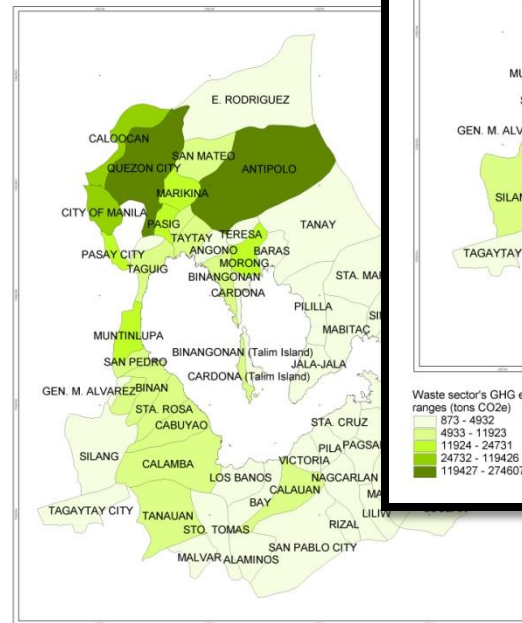 E. RODRIGUEZ
CALOOCAN
SAN MATEO
QUEZON CITY
ANTIPOLO
MARIKINA
CITY OF MANILA
PASIG
TANAY
TAYTAY
TERESA
PASAY CITY
ANGONO
BARAS
TAGUIG
MORONG
BINANGONAN
CARDONA
STA. MA
PILILLA
MABITAC
MUNTINLUPA
BINANGONAN (Talim Island)
SAN PEDRO
JALA-JALA
CARDONA (Talim Island)
GEN. M. ALVAREZ
BINAN
STA. ROSA
STA. CRUZ
CABUYAO
PILA
PAGSA
SILANG
VICTORIA
CALAMBA
LOS BANOS
NAGCARLAN
CALAUAN
BAY
TAGAYTAY CITY
TANAUAN
LILIW
STO. TOMAS
RIZAL
SAN PABLO CITY
MALVAR
ALAMINOS
GEN. M. ALV
SILAN
TAGAYTAY
Waste sector's GHG e
ranges (tons CO2e)
873 - 4932
4933 - 11923
11924 - 24731
24732 - 119426
119427 - 274607